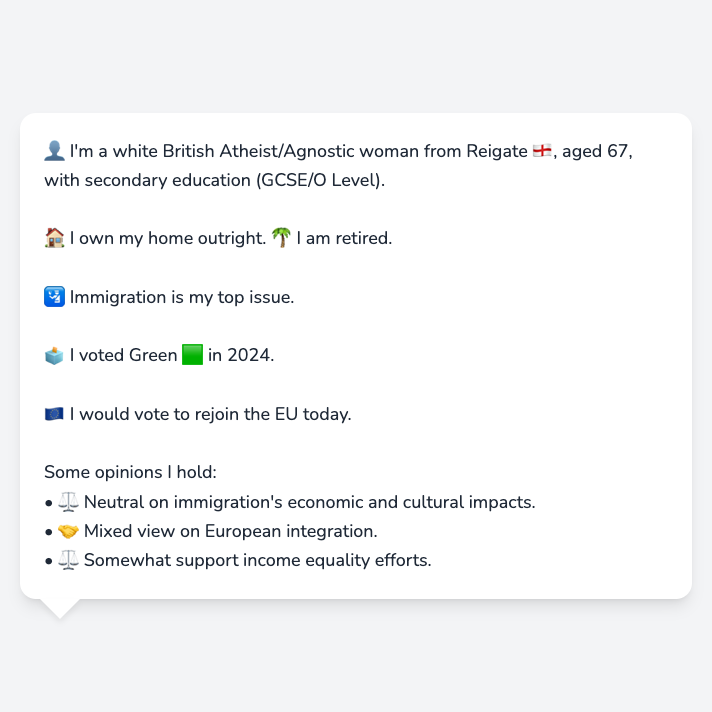 👤 I'm a white British Atheist/Agnostic woman from Reigate 🏴󠁧󠁢󠁥󠁮󠁧󠁿, aged 67,
with secondary education (GCSE/O Level).
🏠 I own my home outright. 🌴 I am retired.
🛂 Immigration is my top issue.
🗳️ I voted Green 🟩 in 2024.
🇪🇺 I would vote to rejoin the EU today.
Some opinions I hold:
• ⚖️ Neutral on immigration's economic and cultural impacts.
• 🤝 Mixed view on European integration.
• ⚖️ Somewhat support income equality efforts.